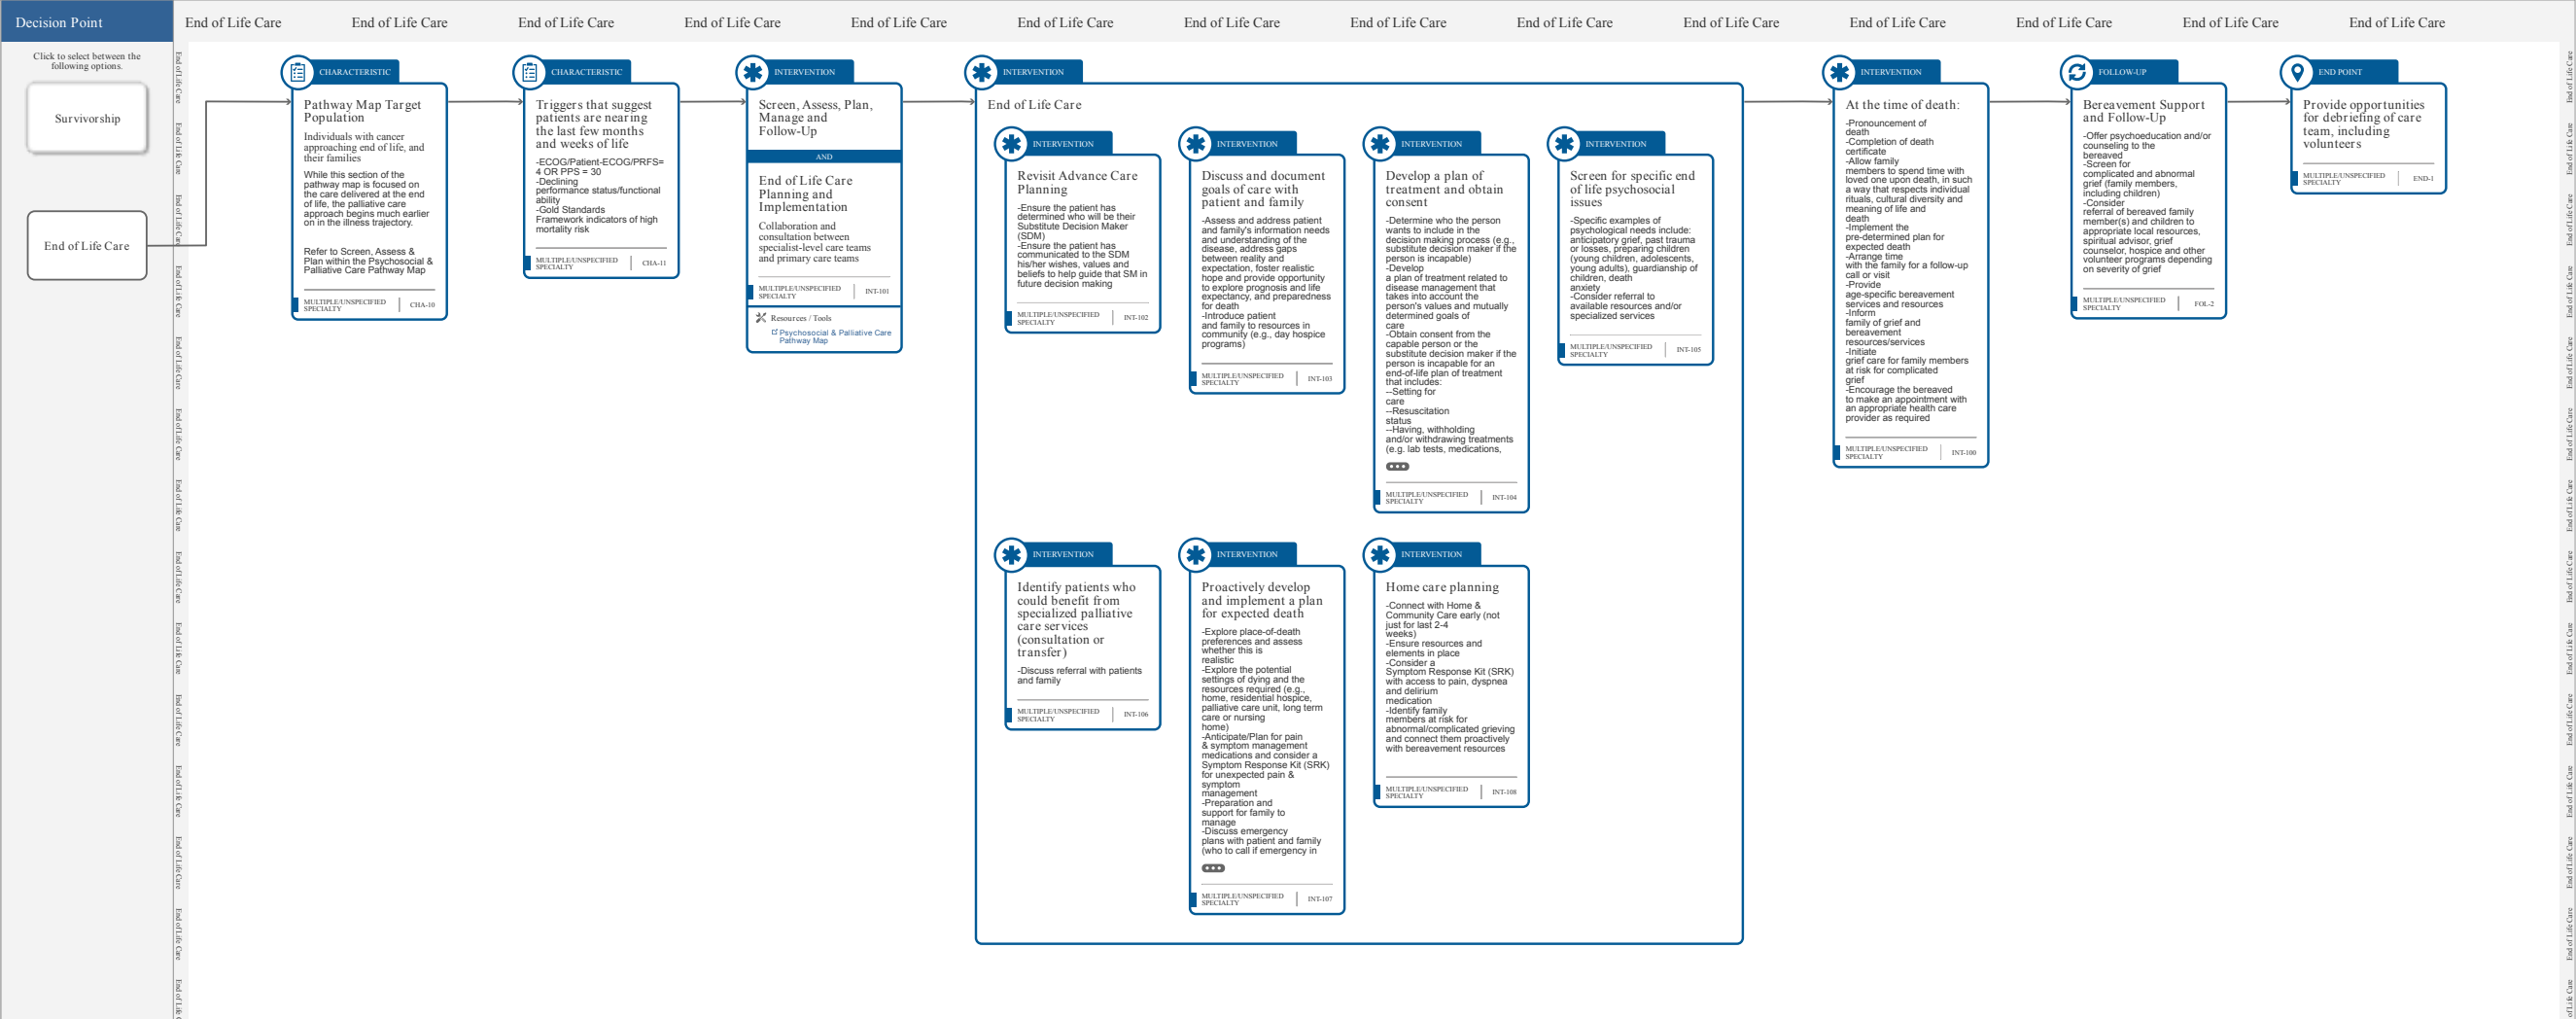 Decision Point
End of Life Care End of Life Care End of Life Care End of Life Care End of Life Care End of Life Care End of Life Care End of Life Care End of Life Care End of Life Care End of Life Care End of Life Care End of Life Care End of Life Care
Click to select between the
following options.
Survivorship
End of Life Care
CHARACTERISTIC
Pathway Map Target
Population
Individuals with cancer
approaching end of life, and
their families
While this section of the
pathway map is focused on
the care delivered at the end
of life, the palliative care
approach begins much earlier
on in the illness trajectory.
Refer to Screen, Assess &
Plan within the Psychosocial &
Palliative Care Pathway Map
MULTIPLE/UNSPECIFIED
SPECIALTY
CHA-10
CHARACTERISTIC
Triggers that suggest
patients are nearing
the last few months
and weeks of life
-ECOG/Patient-ECOG/PRFS=
4 OR PPS = 30
-Declining
performance status/functional
ability
-Gold Standards
Framework indicators of high
mortality risk
MULTIPLE/UNSPECIFIED
SPECIALTY
CHA-11
INTERVENTION
Screen, Assess, Plan,
Manage and
Follow-Up
AND
End of Life Care
Planning and
Implementation
Collaboration and
consultation between
specialist-level care teams
and primary care teams
MULTIPLE/UNSPECIFIED
SPECIALTY
INT-101
Resources / Tools
Psychosocial & Palliative Care
Pathway Map
INTERVENTION
End of Life Care
INTERVENTION
Revisit Advance Care
Planning
-Ensure the patient has
determined who will be their
Substitute Decision Maker
(SDM)
-Ensure the patient has
communicated to the SDM
his/her wishes, values and
beliefs to help guide that SM in
future decision making
MULTIPLE/UNSPECIFIED
SPECIALTY
INT-102
INTERVENTION
Discuss and document
goals of care with
patient and family
-Assess and address patient
and family's information needs
and understanding of the
disease, address gaps
between reality and
expectation, foster realistic
hope and provide opportunity
to explore prognosis and life
expectancy, and preparedness
for death
-Introduce patient
and family to resources in
community (e.g., day hospice
programs)
MULTIPLE/UNSPECIFIED
SPECIALTY
INT-103
INTERVENTION
Develop a plan of
treatment and obtain
consent
-Determine who the person
wants to include in the
decision making process (e.g.,
substitute decision maker if the
person is incapable)
-Develop
a plan of treatment related to
disease management that
takes into account the
person's values and mutually
determined goals of
care
-Obtain consent from the
capable person or the
substitute decision maker if the
person is incapable for an
end-of-life plan of treatment
that includes:
--Setting for
care
--Resuscitation
status
--Having, withholding
and/or withdrawing treatments
(e.g. lab tests, medications,
MULTIPLE/UNSPECIFIED
SPECIALTY
INT-104
INTERVENTION
Screen for specific end
of life psychosocial
issues
-Specific examples of
psychological needs include:
anticipatory grief, past trauma
or losses, preparing children
(young children, adolescents,
young adults), guardianship of
children, death
anxiety
-Consider referral to
available resources and/or
specialized services
MULTIPLE/UNSPECIFIED
SPECIALTY
INT-105
INTERVENTION
Identify patients who
could benefit from
specialized palliative
care services
(consultation or
transfer)
-Discuss referral with patients
and family
MULTIPLE/UNSPECIFIED
SPECIALTY
INT-106
INTERVENTION
Proactively develop
and implement a plan
for expected death
-Explore place-of-death
preferences and assess
whether this is
realistic
-Explore the potential
settings of dying and the
resources required (e.g.,
home, residential hospice,
palliative care unit, long term
care or nursing
home)
-Anticipate/Plan for pain
& symptom management
medications and consider a
Symptom Response Kit (SRK)
for unexpected pain &
symptom
management
-Preparation and
support for family to
manage
-Discuss emergency
plans with patient and family
(who to call if emergency in
MULTIPLE/UNSPECIFIED
SPECIALTY
INT-107
INTERVENTION
Home care planning
-Connect with Home &
Community Care early (not
just for last 2-4
weeks)
-Ensure resources and
elements in place
-Consider a
Symptom Response Kit (SRK)
with access to pain, dyspnea
and delirium
medication
-Identify family
members at risk for
abnormal/complicated grieving
and connect them proactively
with bereavement resources
MULTIPLE/UNSPECIFIED
SPECIALTY
INT-108
INTERVENTION
At the time of death:
-Pronouncement of
death
-Completion of death
certificate
-Allow family
members to spend time with
loved one upon death, in such
a way that respects individual
rituals, cultural diversity and
meaning of life and
death
-Implement the
pre-determined plan for
expected death
-Arrange time
with the family for a follow-up
call or visit
-Provide
age-specific bereavement
services and resources
-Inform
family of grief and
bereavement
resources/services
-Initiate
grief care for family members
at risk for complicated
grief
-Encourage the bereaved
to make an appointment with
an appropriate health care
provider as required
MULTIPLE/UNSPECIFIED
SPECIALTY
INT-100
FOLLOW-UP
Bereavement Support
and Follow-Up
-Offer psychoeducation and/or
counseling to the
bereaved
-Screen for
complicated and abnormal
grief (family members,
including children)
-Consider
referral of bereaved family
member(s) and children to
appropriate local resources,
spiritual advisor, grief
counselor, hospice and other
volunteer programs depending
on severity of grief
MULTIPLE/UNSPECIFIED
SPECIALTY
FOL-2
END POINT
Provide opportunities
for debriefing of care
team, including
volunteers
MULTIPLE/UNSPECIFIED
SPECIALTY
END-1